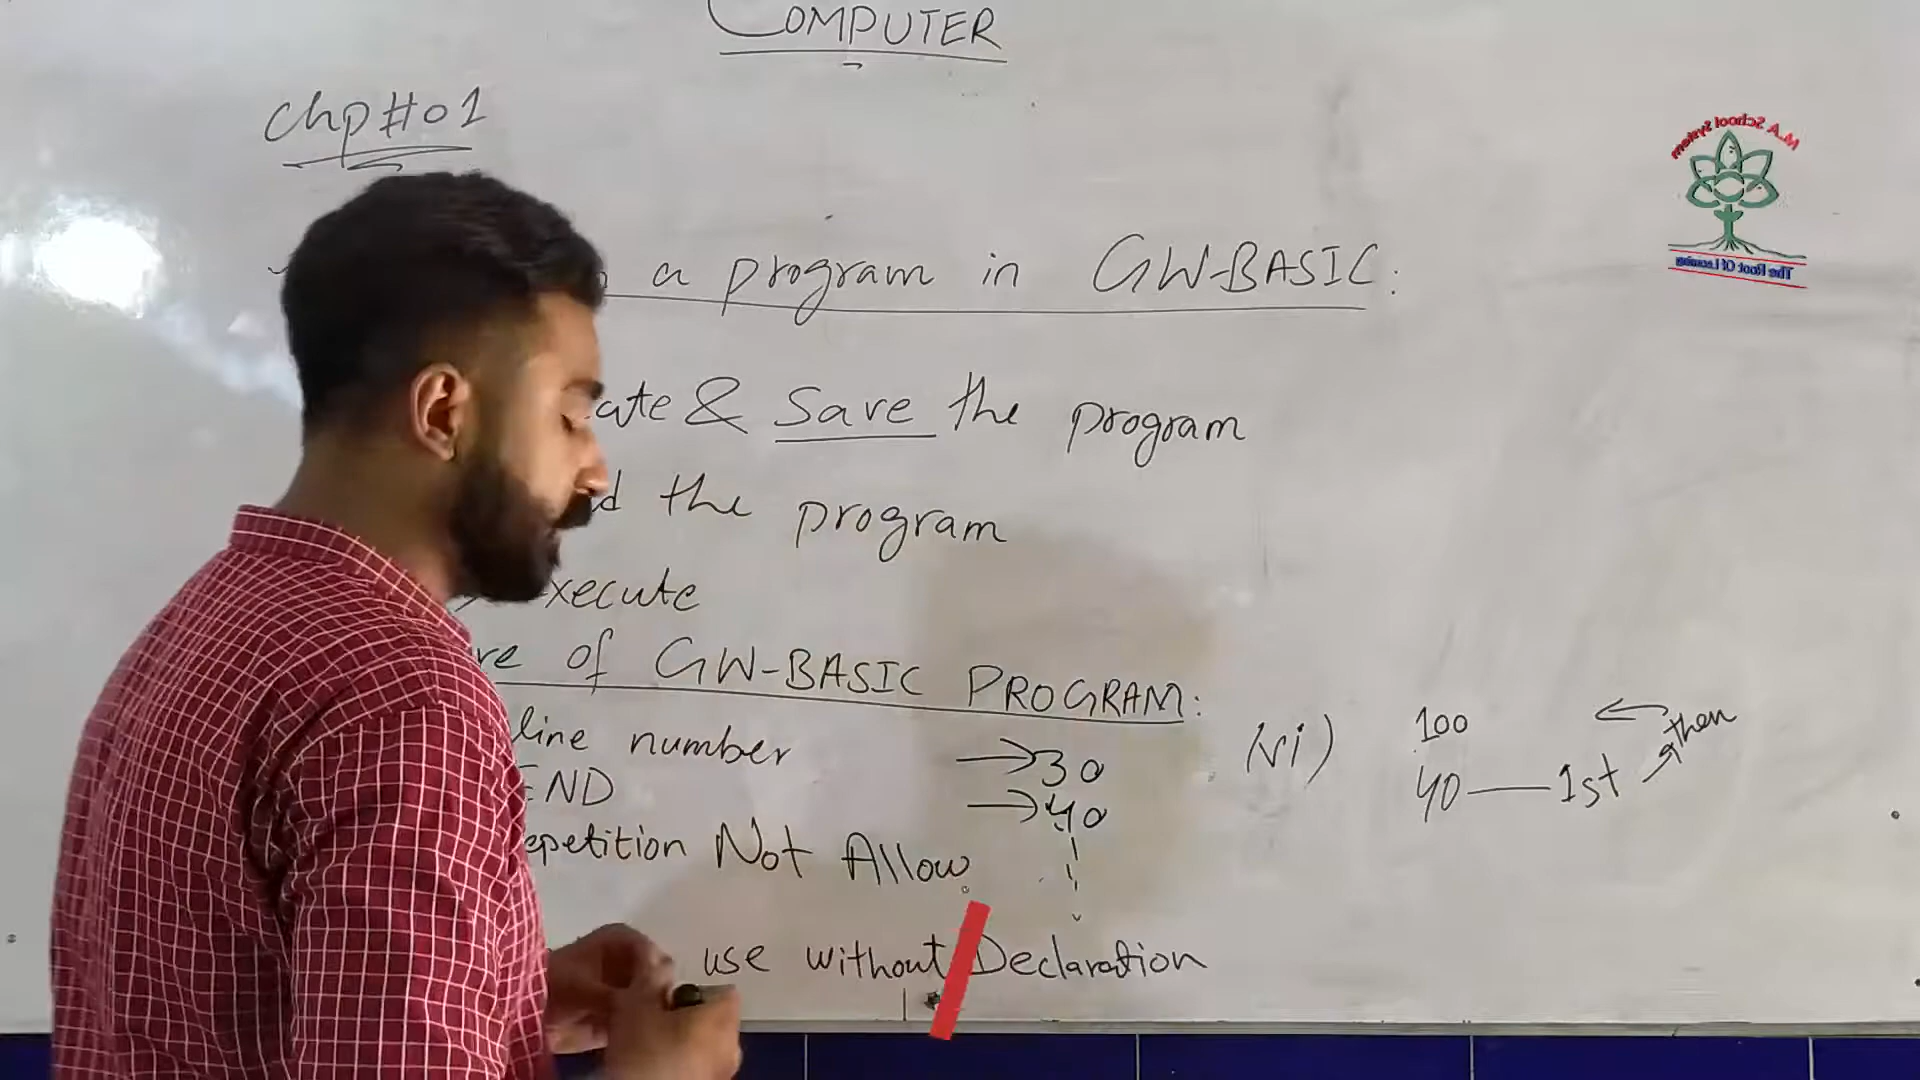 COMPUTER
Chp#01
a program in GW-BASIC:
ate & Save the program
the program
xecute
re of GW-BASIC PROGRAM:
line number
→30
(vi)
100
then
END
→40
40 — 1st
epetition Not Allow.
use without Declaration
M.A School System
The Root Of Learning